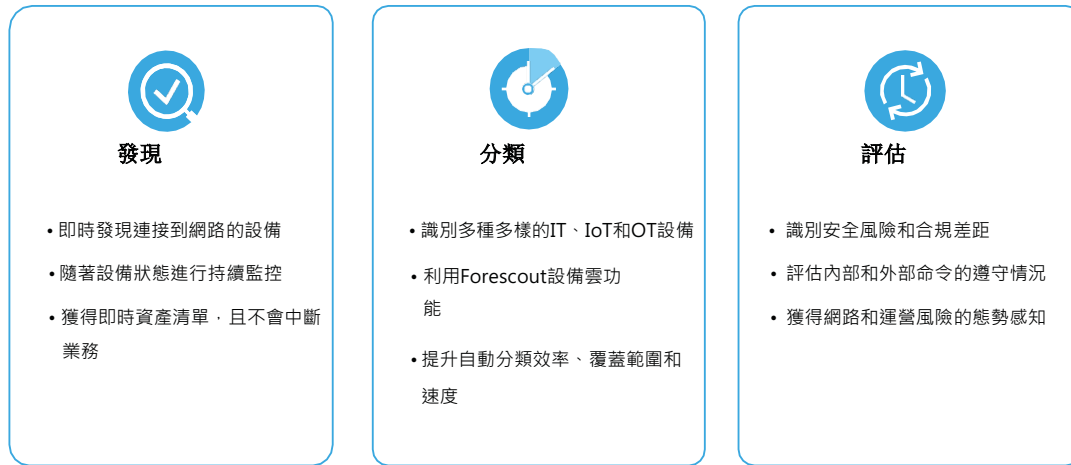 發現
• 即時發現連接到網路的設備
• 隨著設備狀態進行持續監控
• 獲得即時資產清單，且不會中斷
業務
分類
• 識別多種多樣的IT、IoT和OT設備
• 利用Forescout設備雲功
能
• 提升自動分類效率、覆蓋範圍和
速度
評估
• 識別安全風險和合規差距
• 評估內部和外部命令的遵守情況
• 獲得網路和運營風險的態勢感知